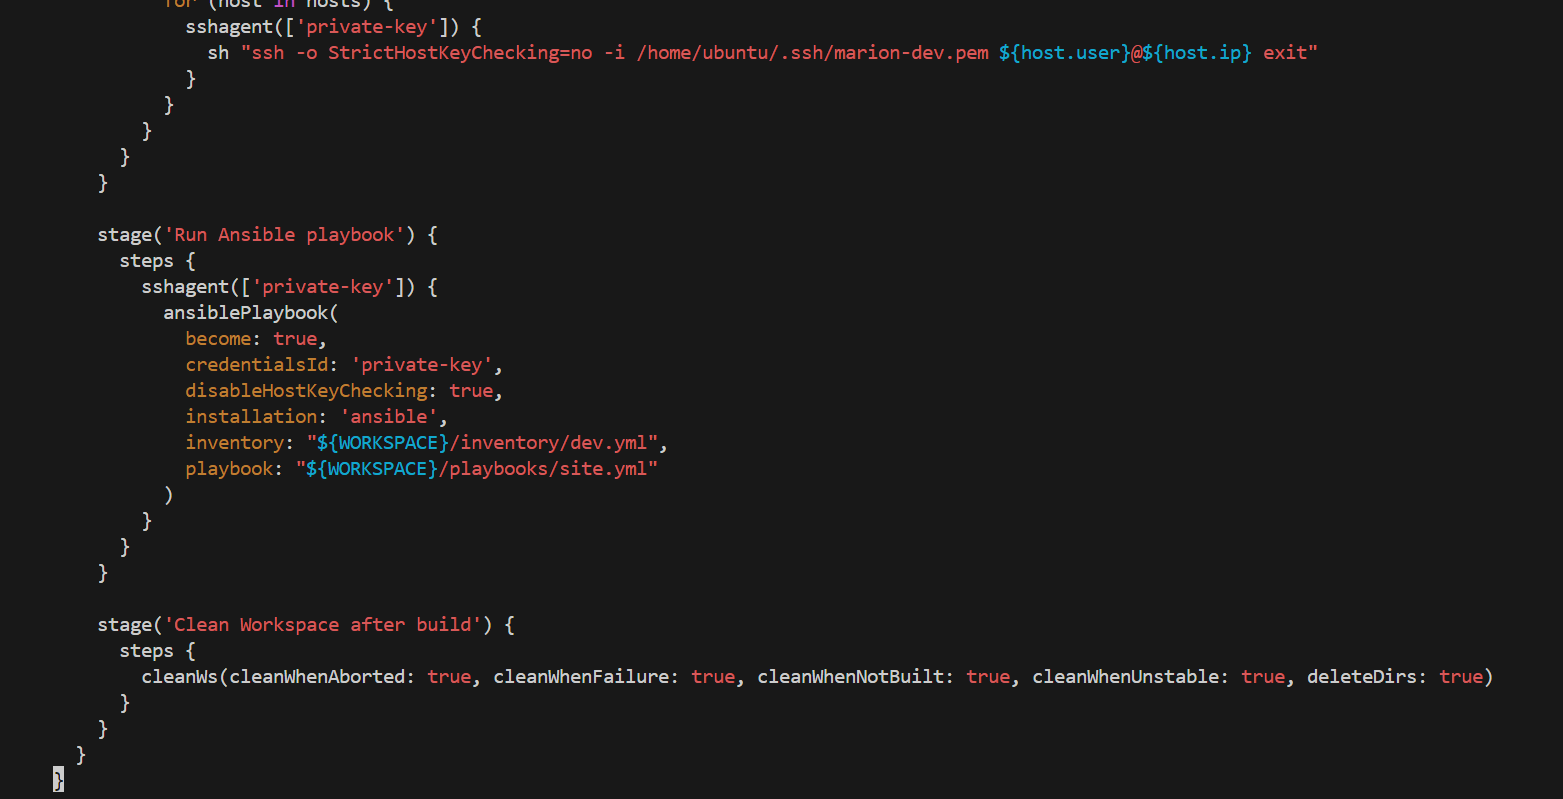 for (host in hosts) {
sshagent(['private-key']) {
sh "ssh -o StrictHostKeyChecking=no -i /home/ubuntu/.ssh/marion-dev.pem ${host.user}@${host.ip} exit"
}
}
}
}
}
stage('Run Ansible playbook') {
steps {
sshagent(['private-key']) {
ansiblePlaybook(
become: true,
credentialsId: 'private-key',
disableHostKeyChecking: true,
installation: 'ansible',
inventory: "${WORKSPACE}/inventory/dev.yml",
playbook: "${WORKSPACE}/playbooks/site.yml"
)
}
}
}
stage('Clean Workspace after build') {
steps {
cleanWs(cleanWhenAborted: true, cleanWhenFailure: true, cleanWhenNotBuilt: true, cleanWhenUnstable: true, deleteDirs: true)
}
}
}
}